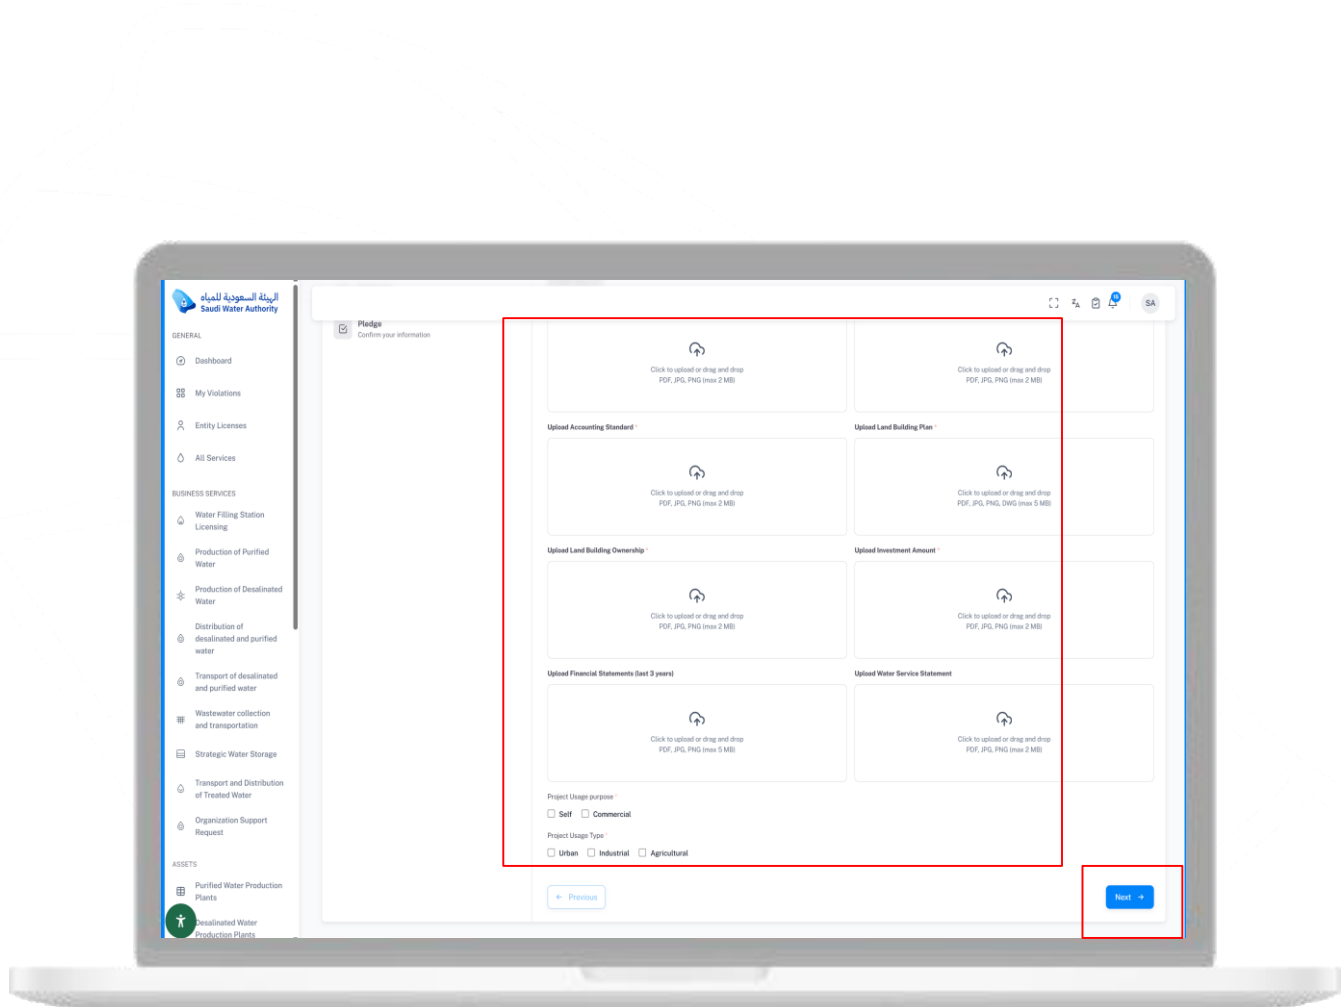 الهيئة السعودية للمياه
Saudi Water Authority
GENERAL
Dashboard
My Violations
Entity Licenses
All Services
BUSINESS SERVICES
Water Filling Station
Licensing
Production of Purified
Water
Production of Desalinated
Water
Distribution of
desalinated and purified
water
Transport of desalinated
and purified water
Wastewater collection
and transportation
Strategic Water Storage
Transport and Distribution
of Treated Water
Organization Support
Request
ASSETS
Purified Water Production
Plants
Desalinated Water
Production Plants
SA
Pledge
Confirm your information
Click to upload or drag and drop
PDF, JPG, PNG (max 2 MB)
Click to upload or drag and drop
PDF, JPG, PNG (max 2 MB)
Upload Accounting Standard *
Upload Land Building Plan *
Click to upload or drag and drop
PDF, JPG, PNG (max 2 MB)
Click to upload or drag and drop
PDF, JPG, PNG, DWG (max 5 MB)
Upload Land Building Ownership *
Upload Investment Amount *
Click to upload or drag and drop
PDF, JPG, PNG (max 2 MB)
Click to upload or drag and drop
PDF, JPG, PNG (max 2 MB)
Upload Financial Statements (last 3 years)
Upload Water Service Statement
Click to upload or drag and drop
PDF, JPG, PNG (max 5 MB)
Click to upload or drag and drop
PDF, JPG, PNG (max 2 MB)
Project Usage purpose *
Self Commercial
Project Usage Type *
Urban Industrial Agricultural
← Previous
Next →